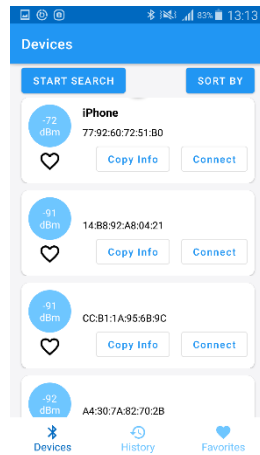 83% 13:13
Devices
START SEARCH SORT BY
-72
dBm
iPhone
77:92:60:72:51:B0
Copy Info Connect
-91
dBm
14:B8:92:A8:04:21
Copy Info Connect
-91
dBm
CC:B1:1A:95:6B:9C
Copy Info Connect
-92
dBm
A4:30:7A:82:70:2B
Devices History Favorites